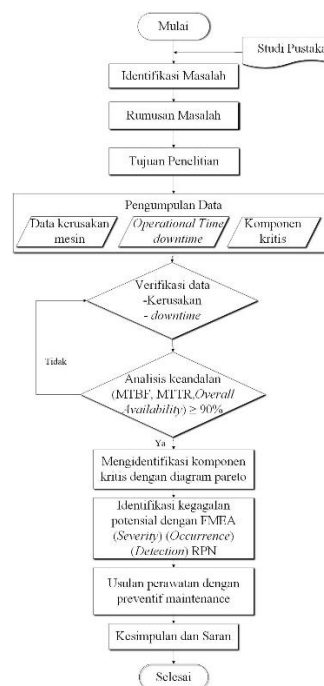 Mulai
Studi Pustaka
Identifikasi Masalah
Rumusan Masalah
Tujuan Penelitian
Pengumpulan Data
Data kerusakan
mesin
Operational Time
downtime
Komponen
kritis
Verifikasi data
-Kerusakan
- downtime
Tidak
Analisis keandalan
(MTBF, MTTR,Overall
Availability) ≥ 90%
Ya
Mengidentifikasi komponen
kritis dengan diagram pareto
Identifikasi kegagalan
potensial dengan FMEA
(Severity) (Occurrence)
(Detection) RPN
Usulan perawatan dengan
preventif maintenance
Kesimpulan dan Saran
Selesai